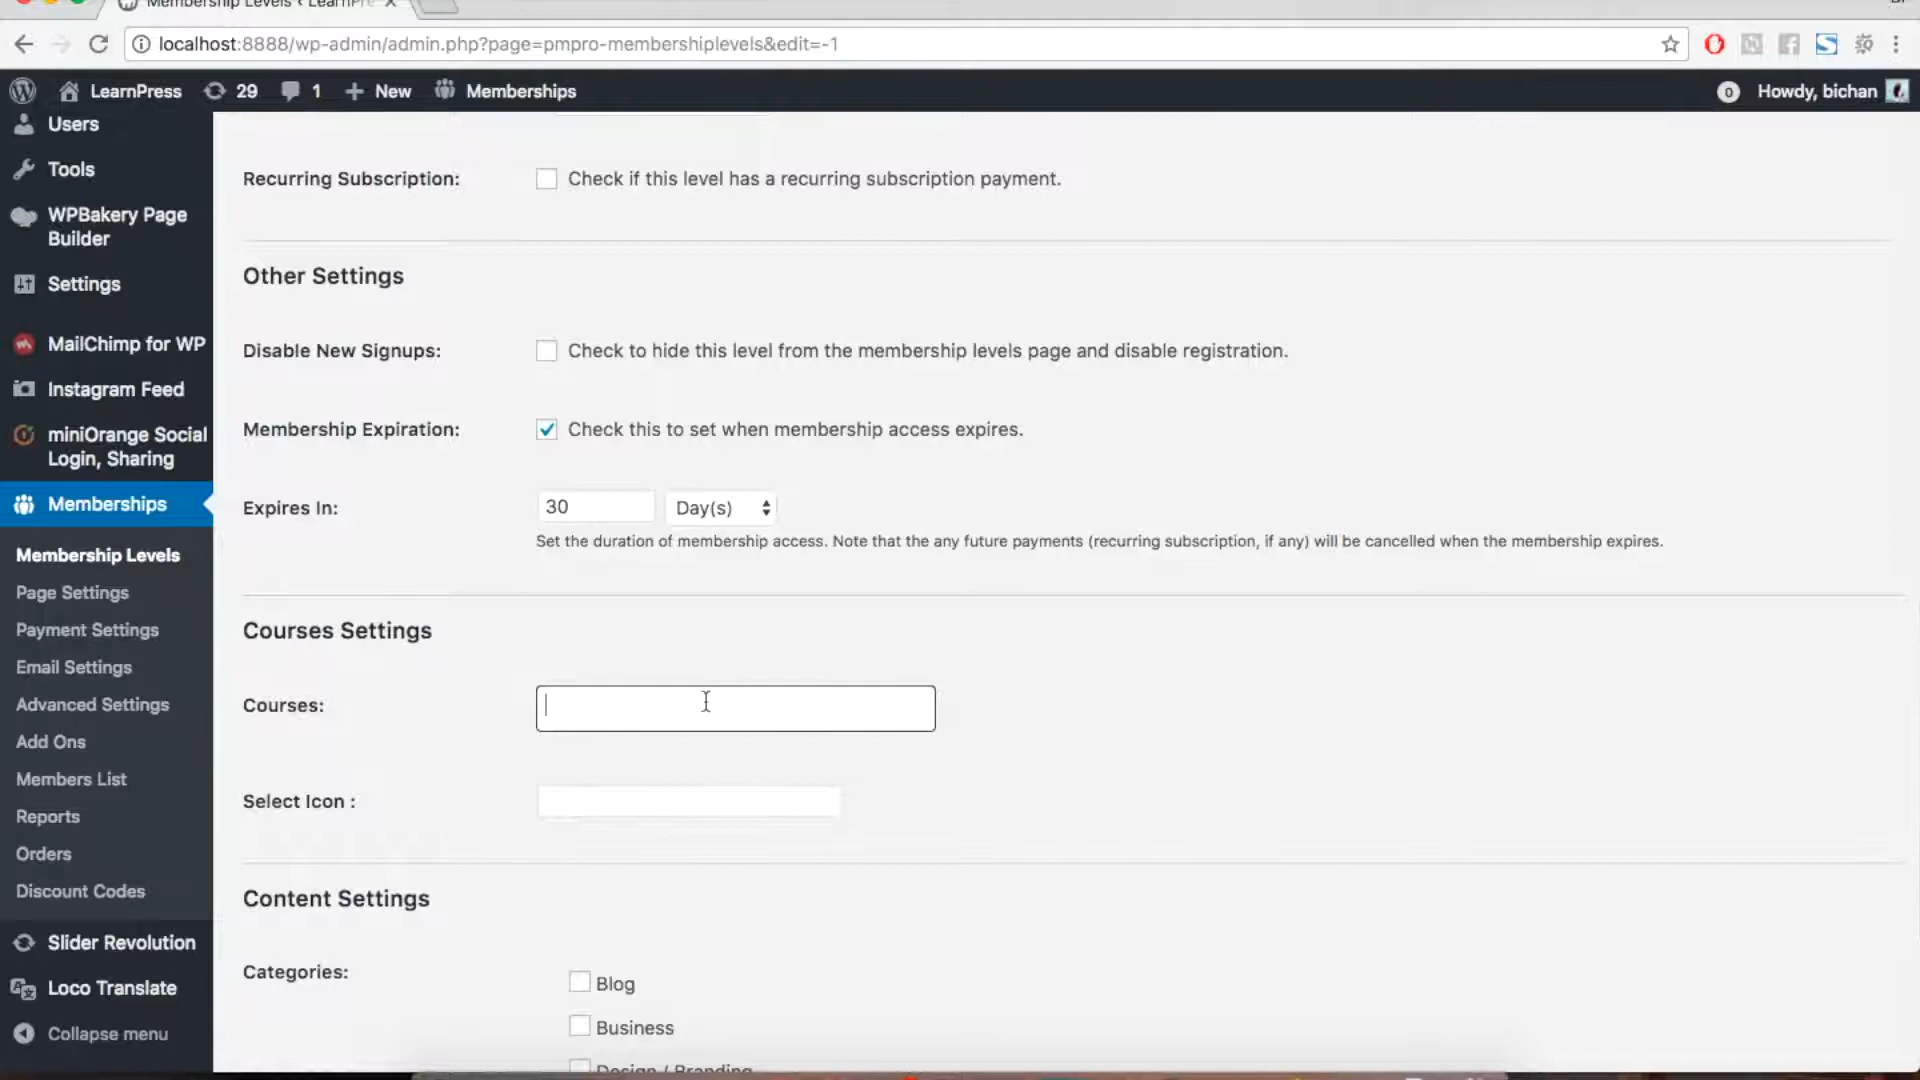 Membership Levels ‹ LearnPre
localhost:8888/wp-admin/admin.php?page=pmpro-membershiplevels&edit=-1
LearnPress 29 1 + New Memberships 0 Howdy, bichan
Users
Tools
WPBakery Page
Builder
Settings
MailChimp for WP
Instagram Feed
miniOrange Social
Login, Sharing
Memberships
Membership Levels
Page Settings
Payment Settings
Email Settings
Advanced Settings
Add Ons
Members List
Reports
Orders
Discount Codes
Slider Revolution
Loco Translate
Collapse menu
Recurring Subscription: Check if this level has a recurring subscription payment.
Other Settings
Disable New Signups: Check to hide this level from the membership levels page and disable registration.
Membership Expiration: Check this to set when membership access expires.
Expires In: 30 Day(s)
Set the duration of membership access. Note that the any future payments (recurring subscription, if any) will be cancelled when the membership expires.
Courses Settings
Courses:
Select Icon :
Content Settings
Categories: Blog
Business
Design / Branding